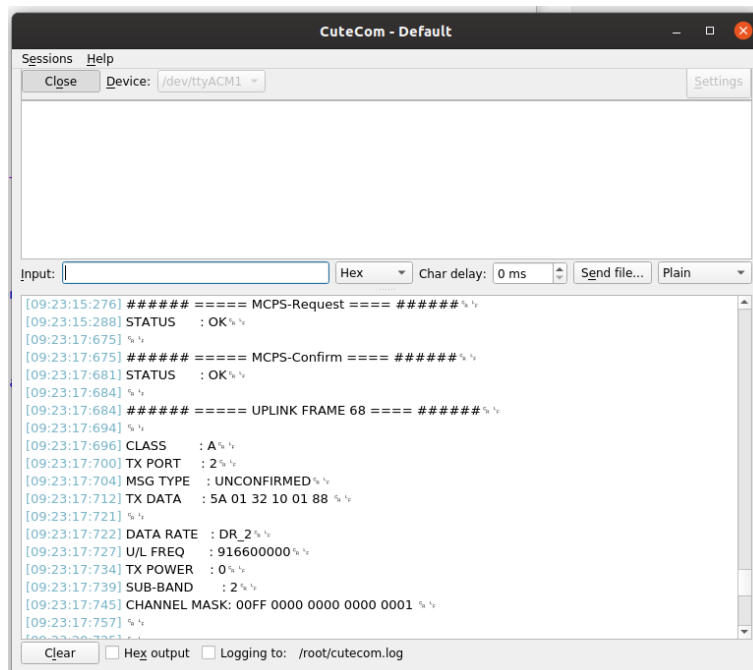 CuteCom - Default
Sessions Help
Close Device: /dev/ttyACM1 Settings
Input: Hex Char delay: 0 ms Send file... Plain
[09:23:15:276] ###### ===== MCPS-Request ==== ######
[09:23:15:288] STATUS : OK
[09:23:17:675]
[09:23:17:675] ###### ===== MCPS-Confirm ==== ######
[09:23:17:681] STATUS : OK
[09:23:17:684]
[09:23:17:684] ###### ===== UPLINK FRAME 68 ==== ######
[09:23:17:694]
[09:23:17:696] CLASS : A
[09:23:17:700] TX PORT : 2
[09:23:17:704] MSG TYPE : UNCONFIRMED
[09:23:17:712] TX DATA : 5A 01 32 10 01 88
[09:23:17:721]
[09:23:17:722] DATA RATE : DR_2
[09:23:17:727] U/L FREQ : 916600000
[09:23:17:734] TX POWER : 0
[09:23:17:739] SUB-BAND : 2
[09:23:17:745] CHANNEL MASK: 00FF 0000 0000 0000 0001
[09:23:17:757]
Clear Hex output Logging to: /root/cutecom.log